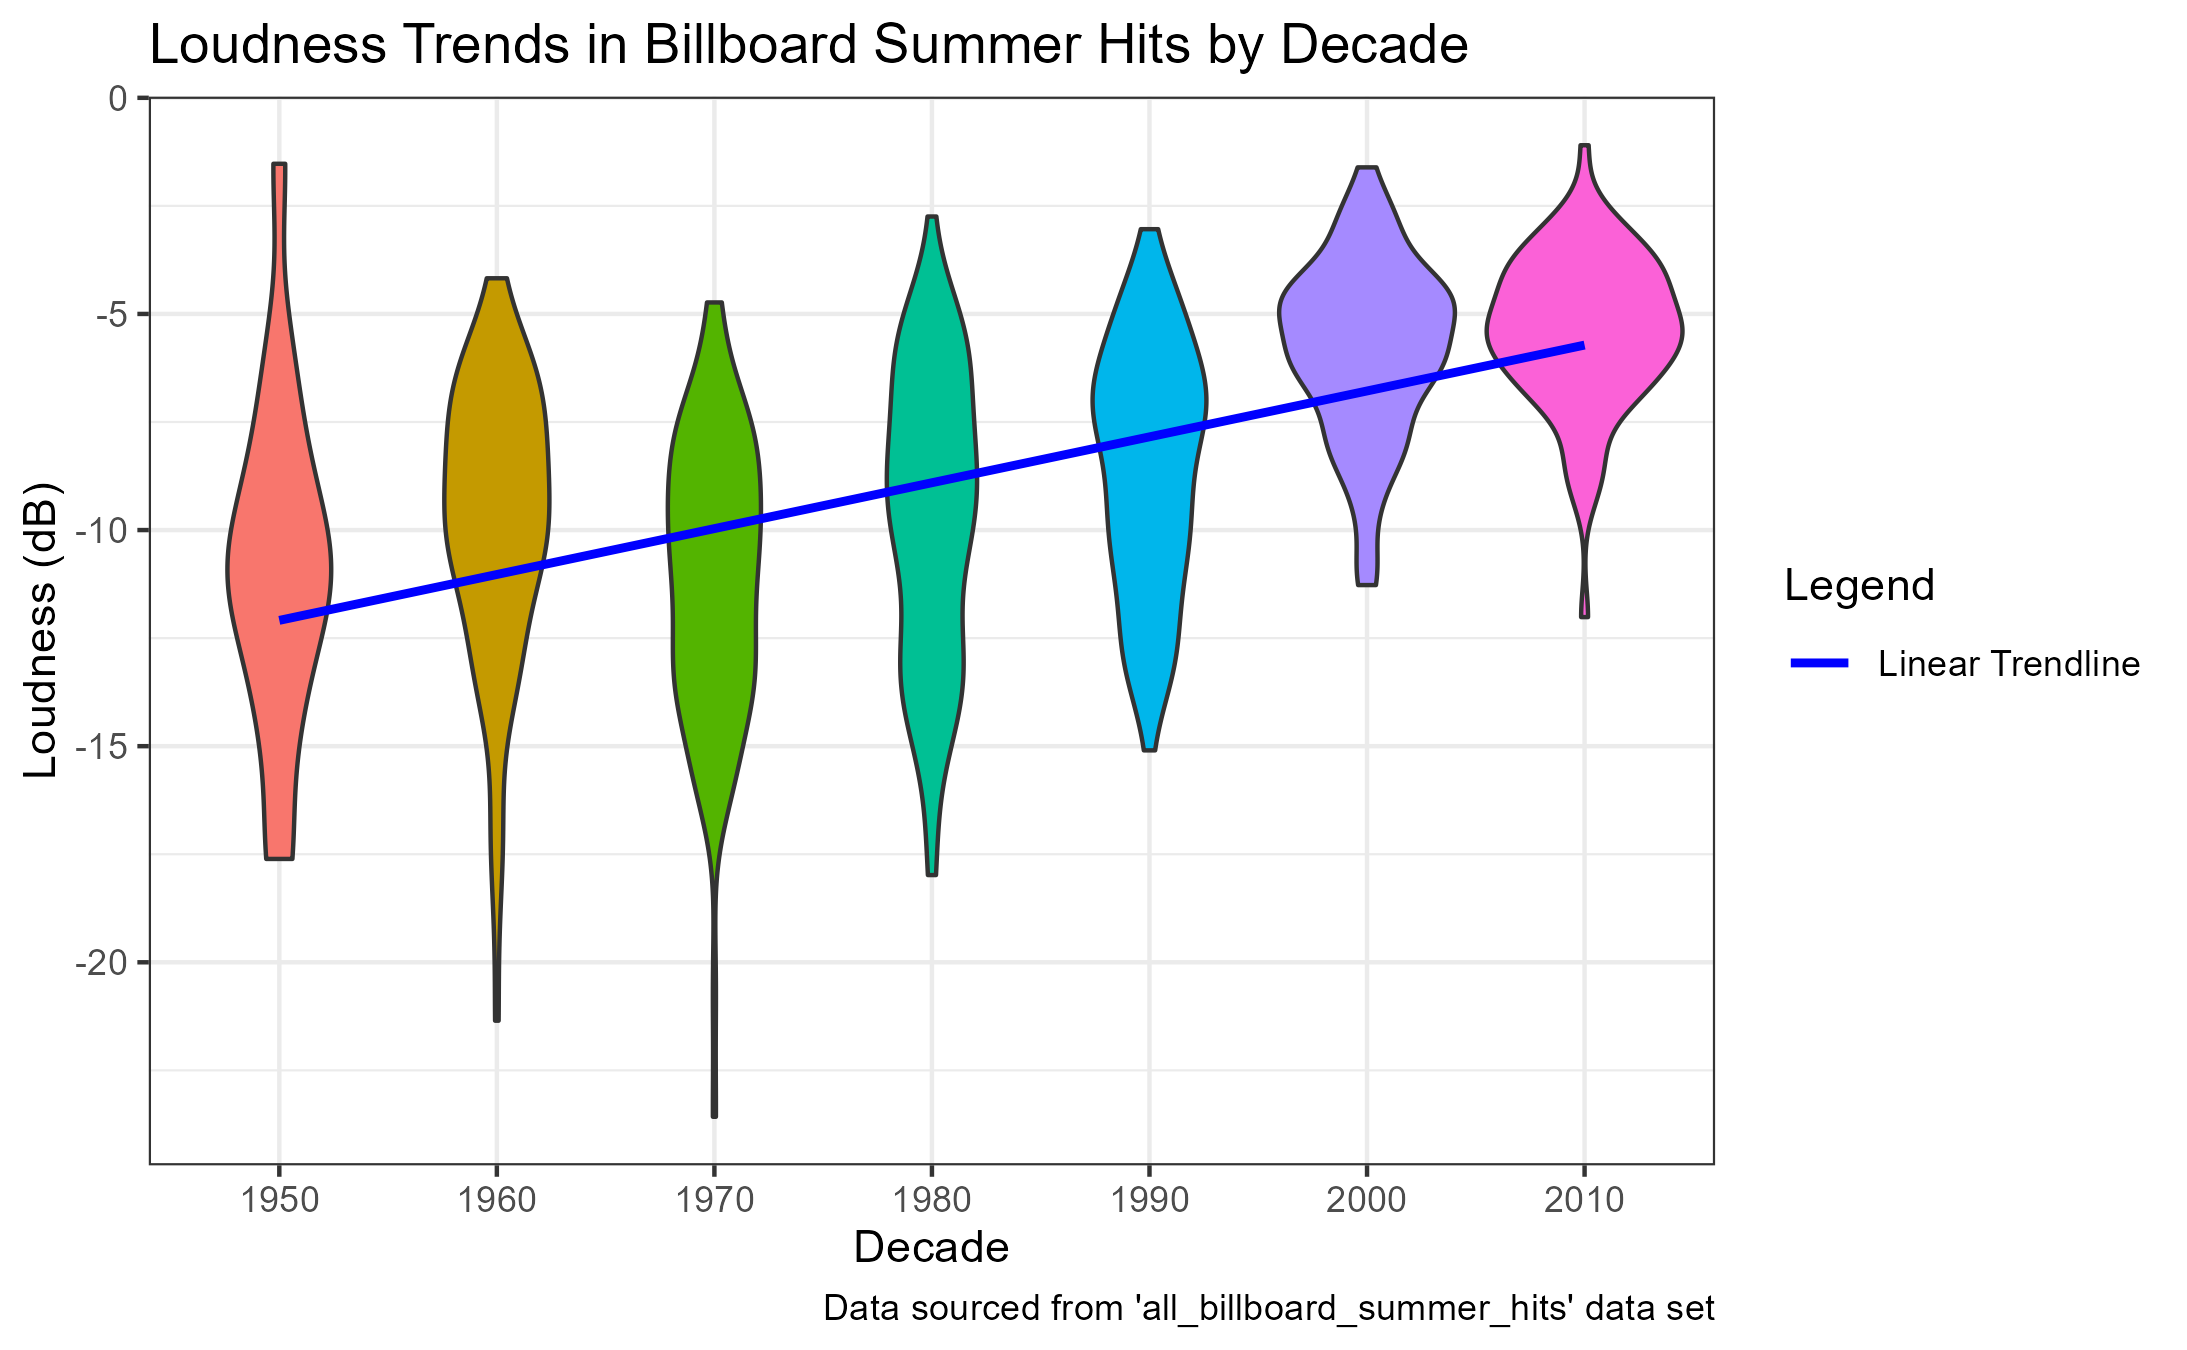 Loudness Trends in Billboard Summer Hits by Decade
0
-5
-10
-15
-20
Loudness (dB)
1950 1960 1970 1980 1990 2000 2010
Decade
Legend
Linear Trendline
Data sourced from 'all_billboard_summer_hits' data set